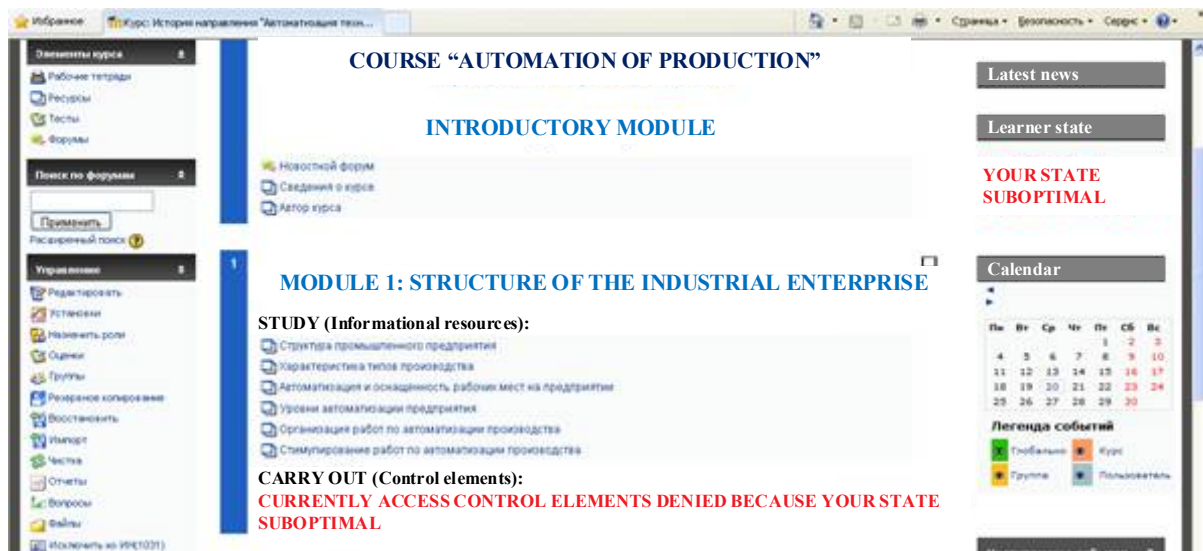 Избранное
Курс: История направления "Автоматизация техн...
Страница
Безопасность
Сервис
Элементы курса
Рабочие тетради
Ресурсы
Тесты
Форумы
Поиск по форумам
Применить
Расширенный поиск
Управление
Редактировать
Установки
Назначить роли
Оценки
Группы
Резервное копирование
Восстановить
Импорт
Чистка
Отчеты
Вопросы
Файлы
COURSE “AUTOMATION OF PRODUCTION”
INTRODUCTORY MODULE
Новостной форум
Сведения о курсе
Автор курса
1
MODULE 1: STRUCTURE OF THE INDUSTRIAL ENTERPRISE
STUDY (Informational resources):
Структура промышленного предприятия
Характеристика типов производства
Автоматизация и оснащенность рабочих мест на предприятии
Уровни автоматизации предприятия
Организация работ по автоматизации производства
Стимулирование работ по автоматизации производства
CARRY OUT (Control elements):
CURRENTLY ACCESS CONTROL ELEMENTS DENIED BECAUSE YOUR STATE
SUBOPTIMAL
Latest news
Learner state
YOUR STATE
SUBOPTIMAL
Calendar
Пн Вт Ср Чт Пт Сб Вс
1 2 3
4 5 6 7 8 9 10
11 12 13 14 15 16 17
18 19 20 21 22 23 24
25 26 27 28 29 30
Легенда событий
Глобально Курс
Группа Пользователь